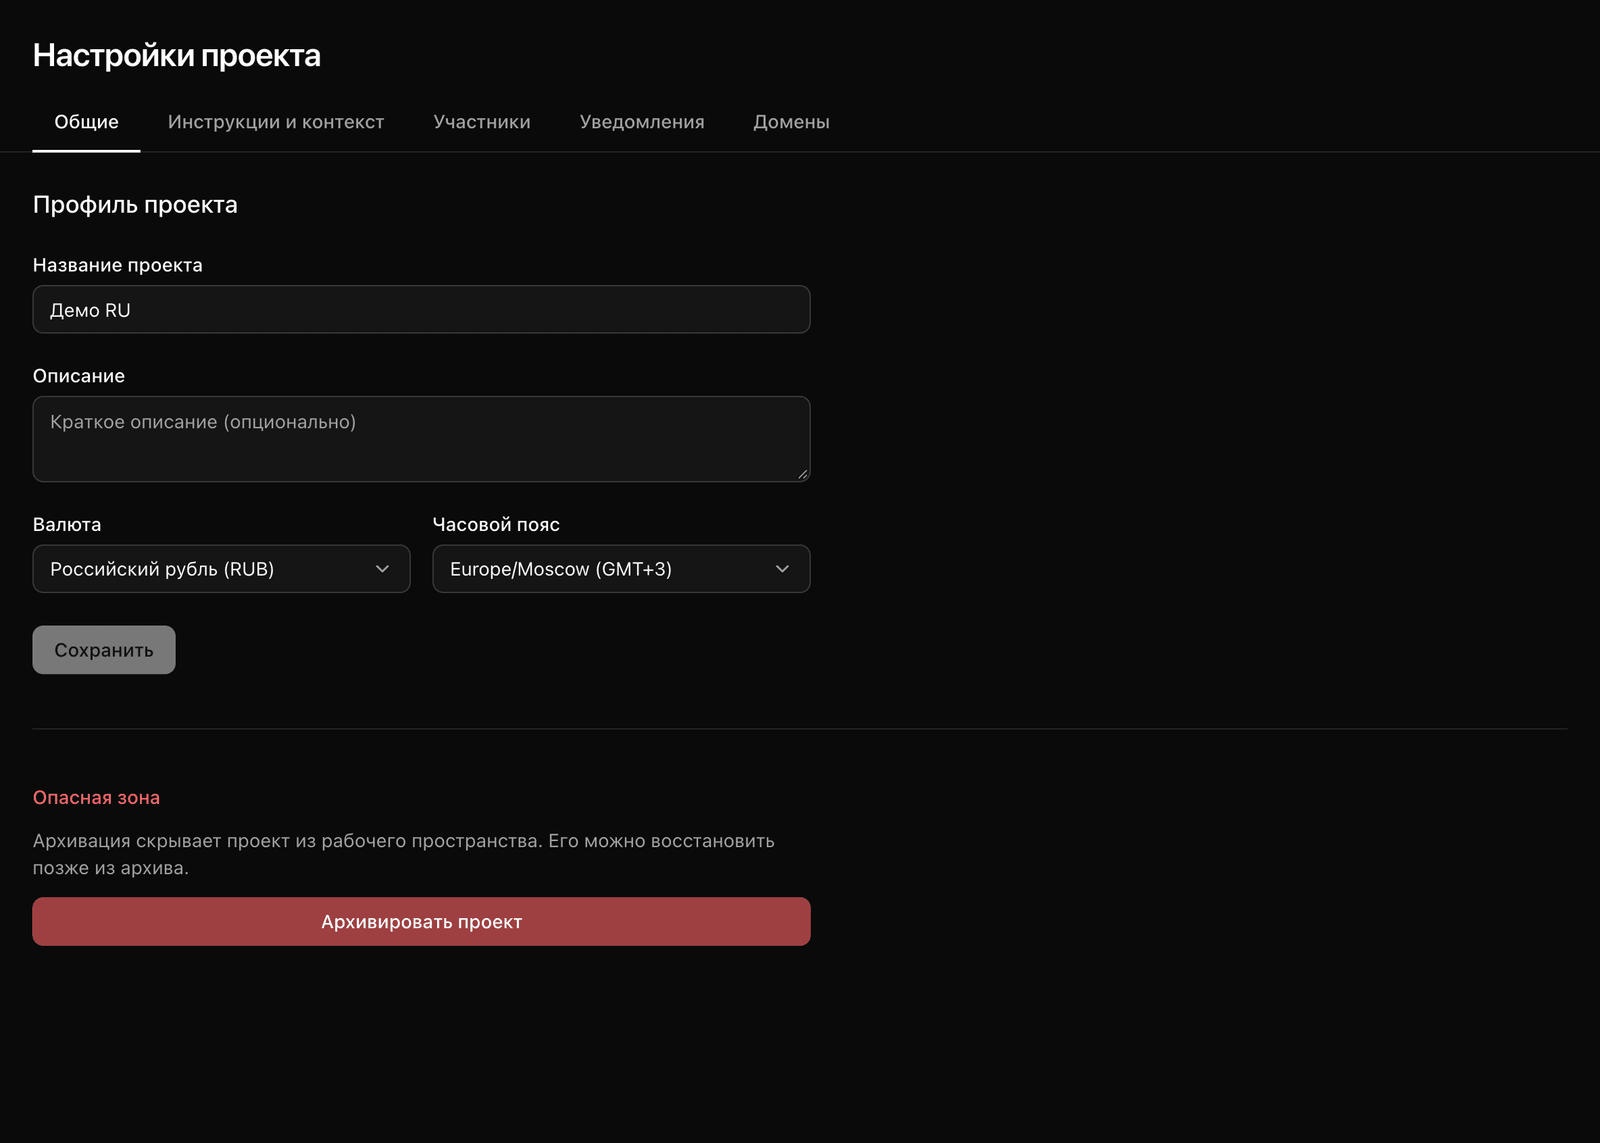 Настройки проекта
Общие
Инструкции и контекст
Участники
Уведомления
Домены
Профиль проекта
Название проекта
Демо RU
Описание
Краткое описание (опционально)
Валюта
Часовой пояс
Российский рубль (RUB)
Europe/Moscow (GMT+3)
Сохранить
Опасная зона
Архивация скрывает проект из рабочего пространства. Его можно восстановить
позже из архива.
Архивировать проект